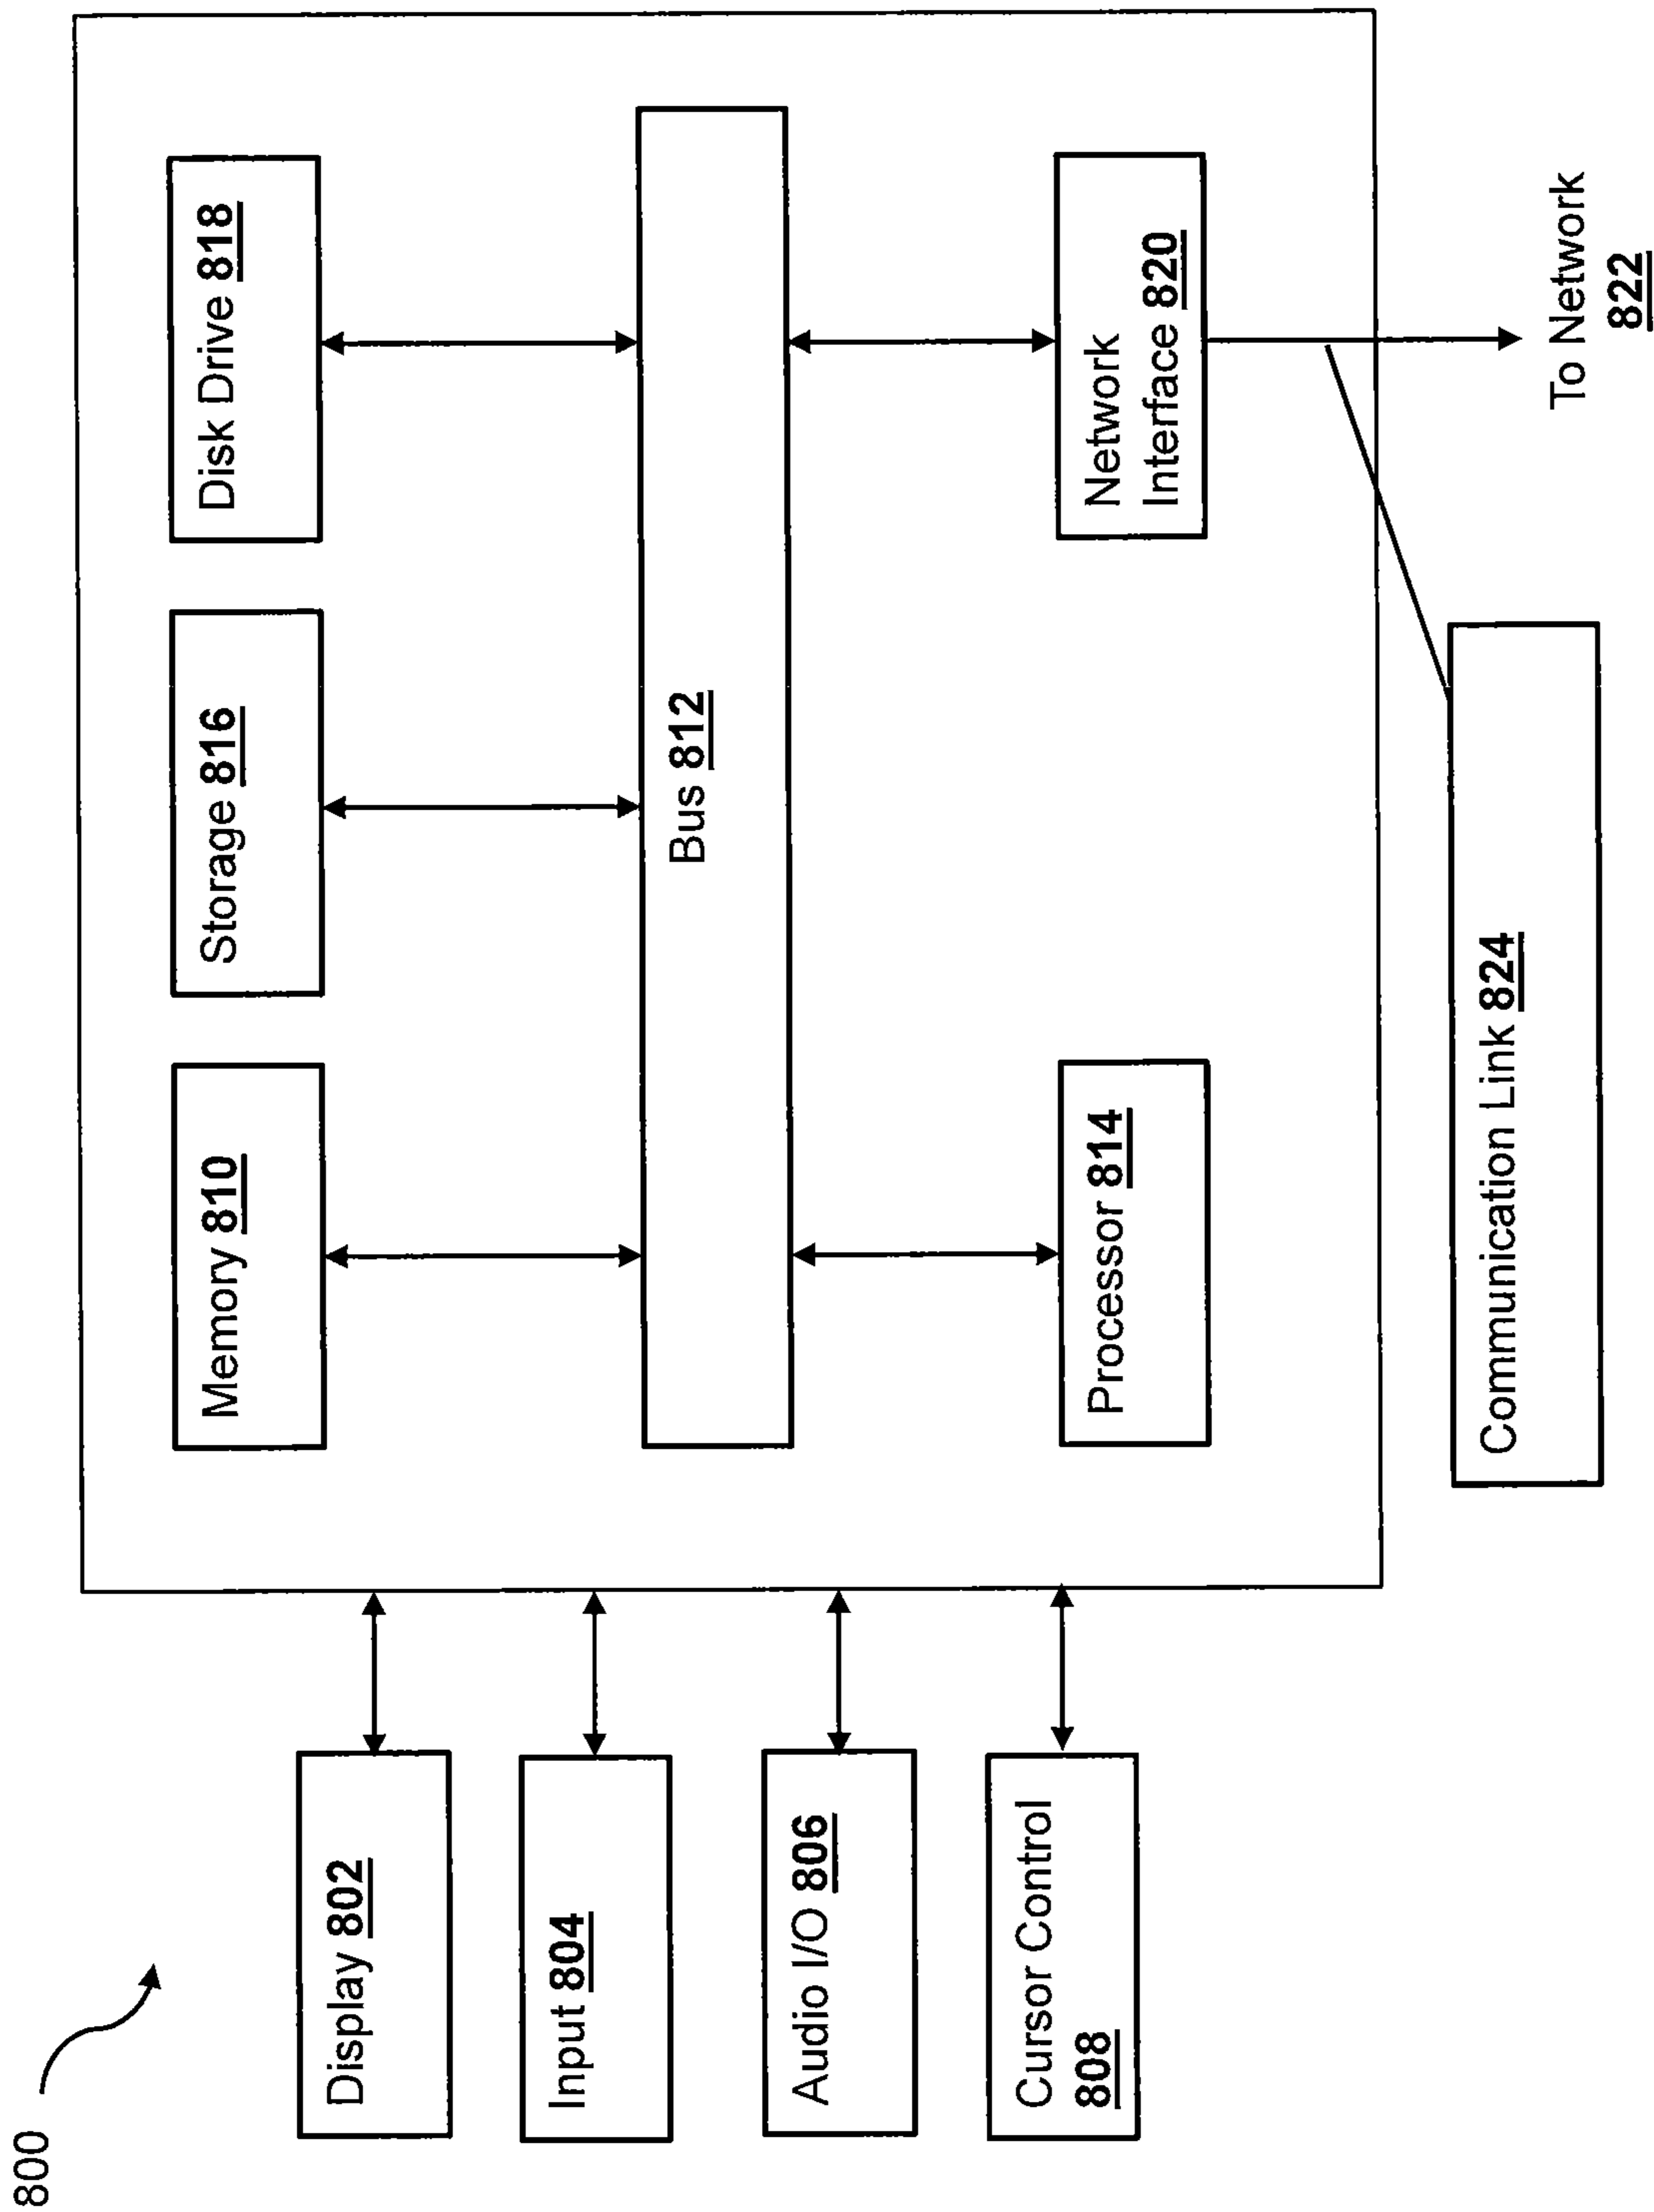 800
Display 802
Input 804
Audio I/O 806
Cursor Control
808
Memory 810
Storage 816
Disk Drive 818
Bus 812
Processor 814
Network
Interface 820
Communication Link 824
To Network
822